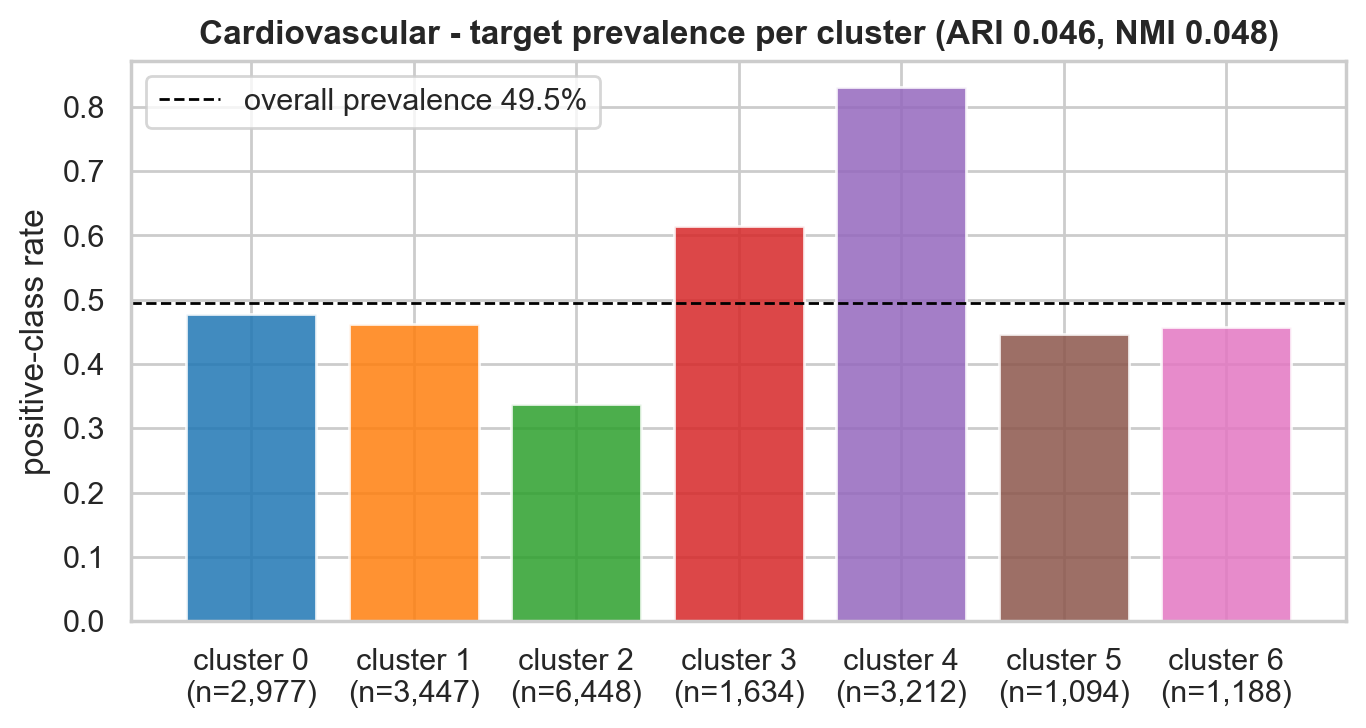 Cardiovascular - target prevalence per cluster (ARI 0.046, NMI 0.048)
overall prevalence 49.5%
positive-class rate
0.8
0.7
0.6
0.5
0.4
0.3
0.2
0.1
0.0
cluster 0 cluster 1 cluster 2 cluster 3 cluster 4 cluster 5 cluster 6
(n=2,977) (n=3,447) (n=6,448) (n=1,634) (n=3,212) (n=1,094) (n=1,188)